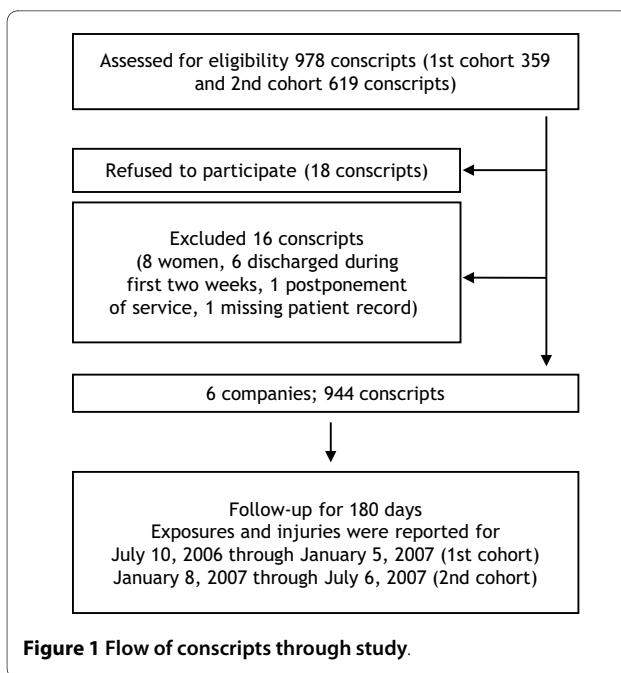 Assessed for eligibility 978 conscripts (1st cohort 359
and 2nd cohort 619 conscripts)
Refused to participate (18 conscripts)
Excluded 16 conscripts
(8 women, 6 discharged during
first two weeks, 1 postponement
of service, 1 missing patient record)
6 companies; 944 conscripts
Follow-up for 180 days
Exposures and injuries were reported for
July 10, 2006 through January 5, 2007 (1st cohort)
January 8, 2007 through July 6, 2007 (2nd cohort)
Figure 1 Flow of conscripts through study.